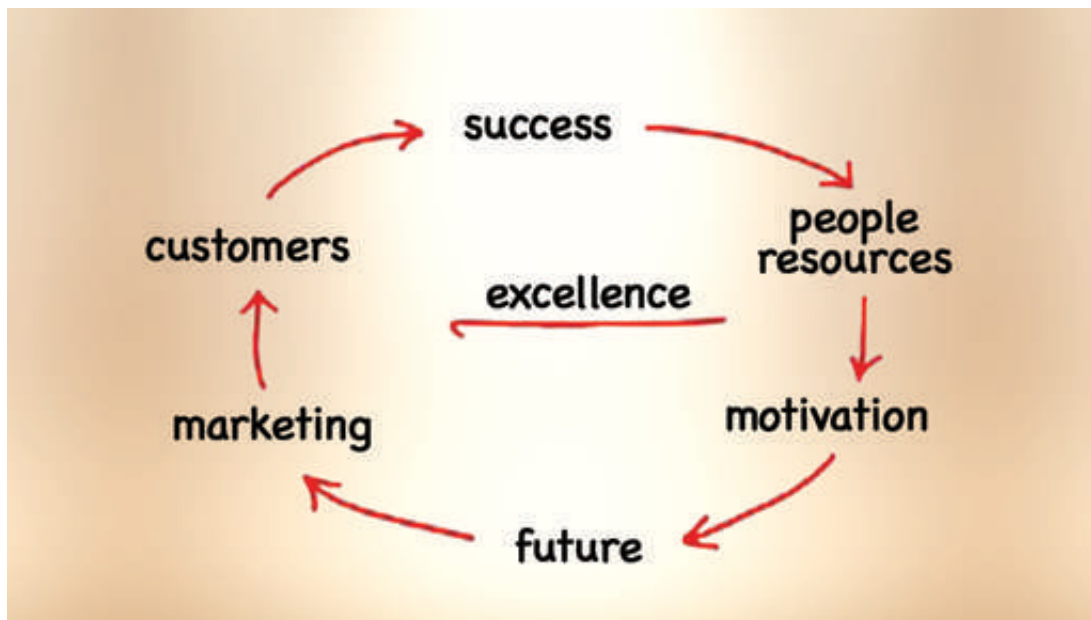 success
people
resources
customers
excellence
marketing
motivation
future